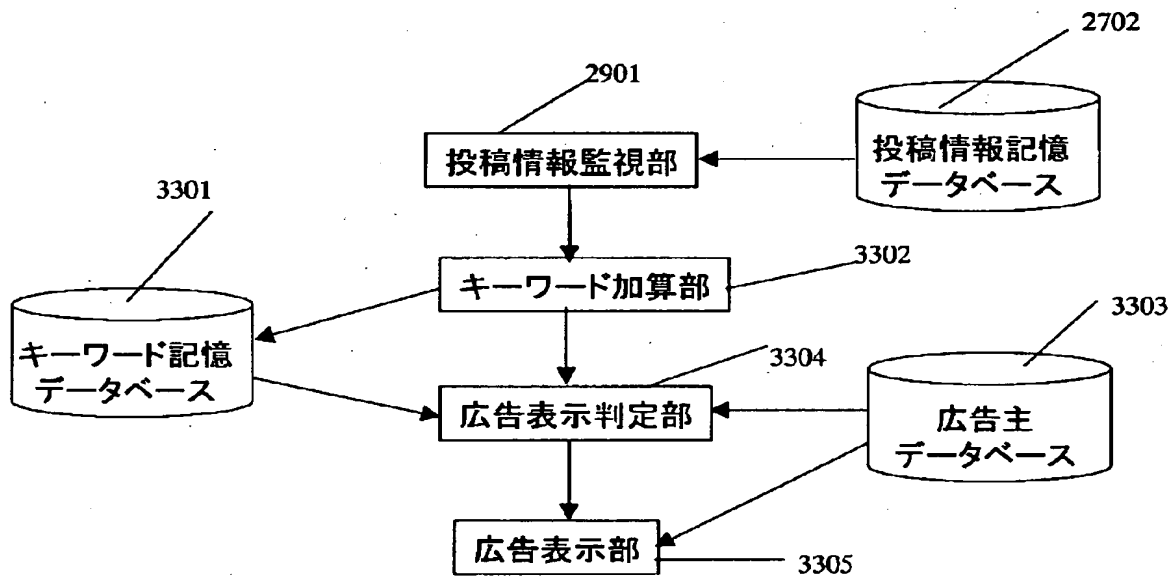 2702
2901
投稿情報監視部
投稿情報記憶
データベース
3301
3302
キーワード加算部
3303
キーワード記憶
データベース
3304
広告表示判定部
広告主
データベース
広告表示部
3305